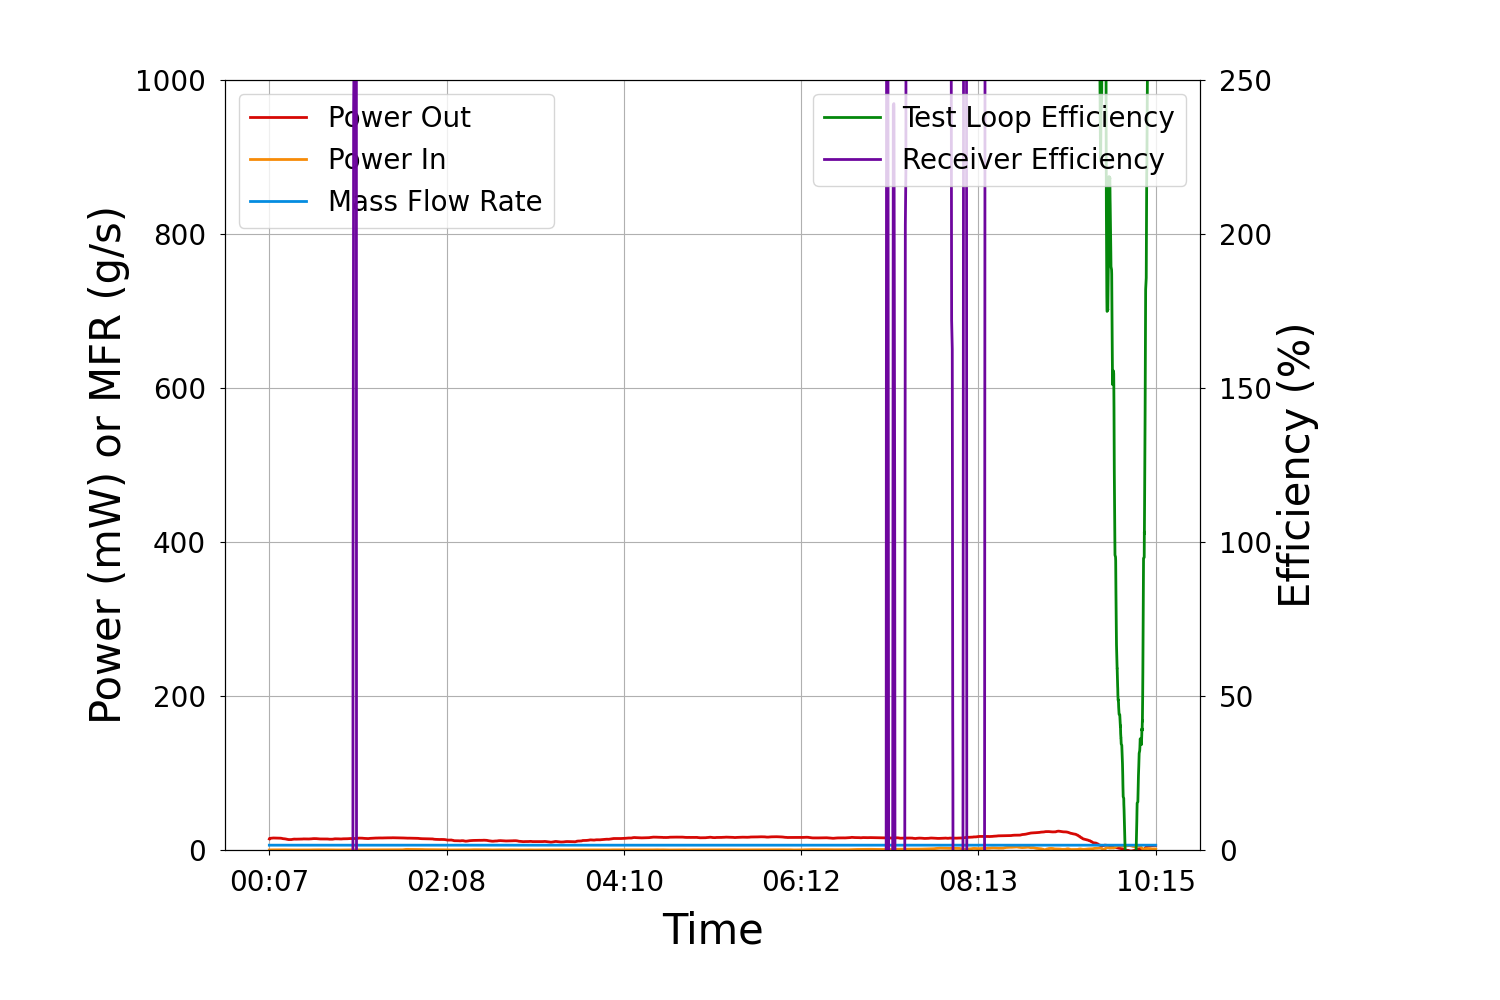 1000
800
600
400
200
0
Power (mW) or MFR (g/s)
Power Out
Power In
Mass Flow Rate
Test Loop Efficiency
Receiver Efficiency
250
200
150
100
50
0
Efficiency (%)
00:07 02:08 04:10 06:12 08:13 10:15
Time